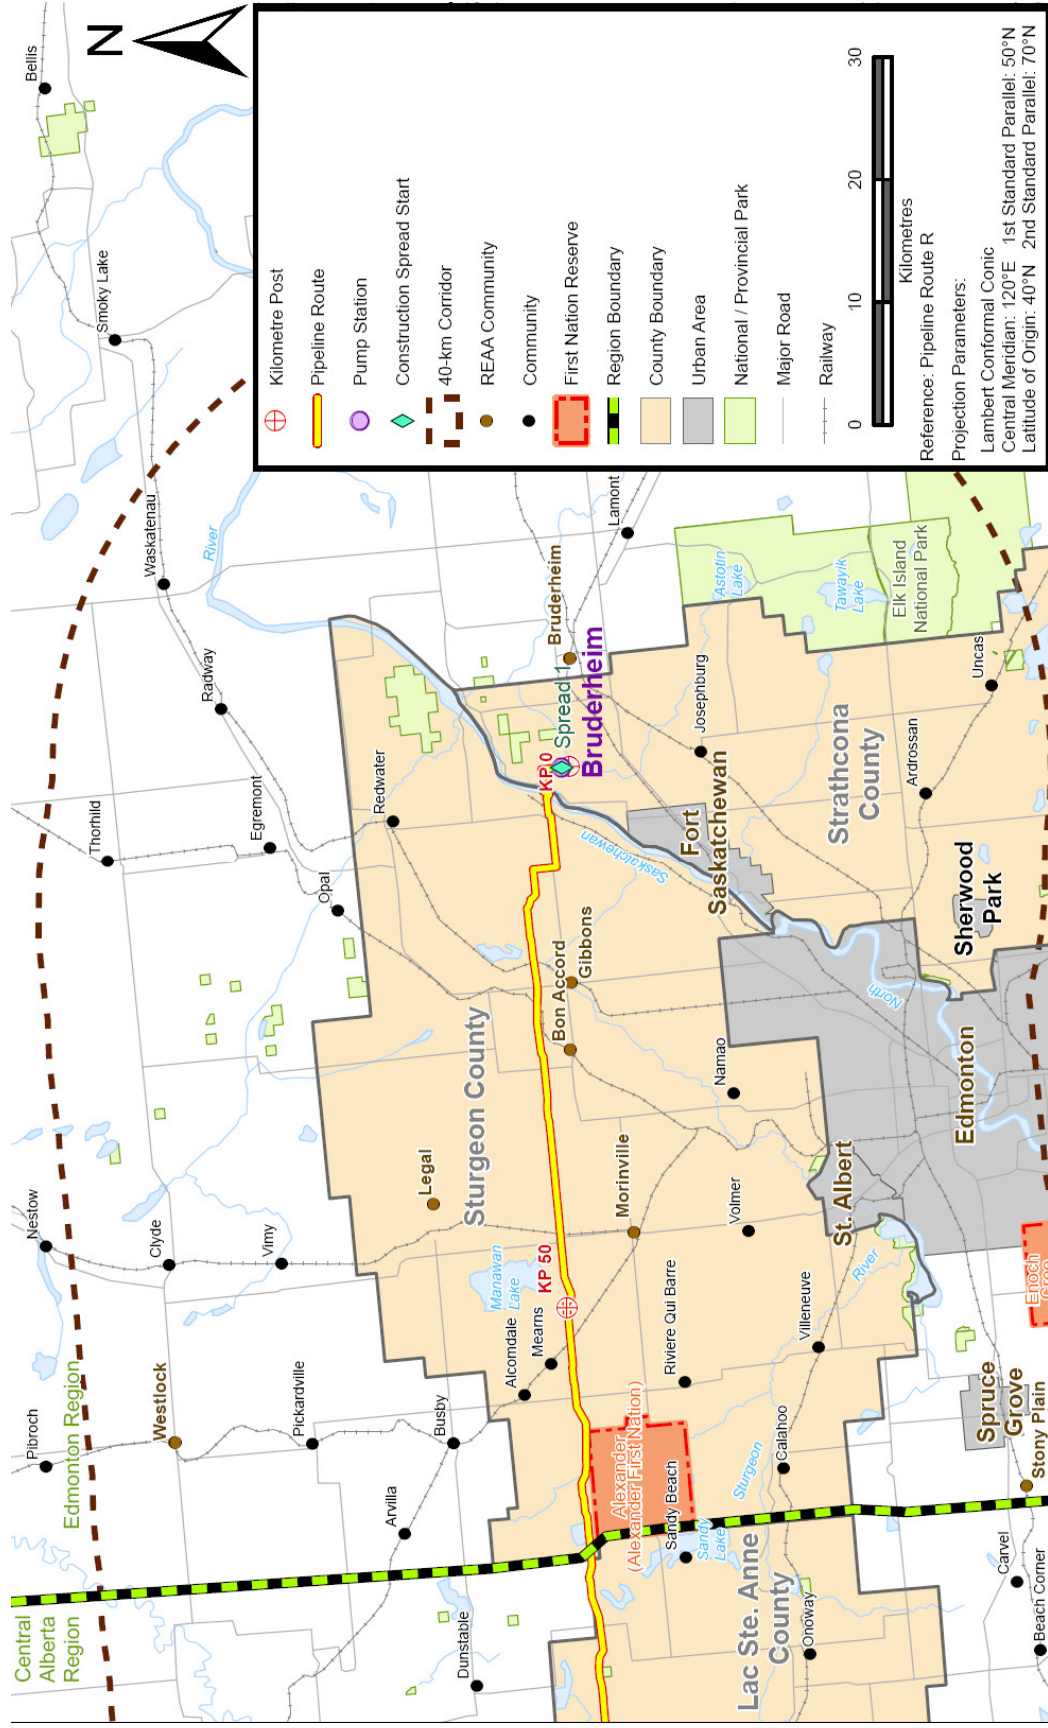 Central
Alberta
Region
Edmonton Region
Pibroch
Nestow
Westlock
Clyde
Vimy
Pickardville
Busby
Arvilla
Dunstable
Thorhild
Egremont
Opal
Radway
Waskatenau
Smoky Lake
Bellis
N
River
Redwater
Legal
Sturgeon County
Manawan
Lake
Alcomdale
Mearns
KP 50
KP 0
Spread 1
Bruderheim
Bruderheim
Lamont
Bon Accord
Gibbons
Saskatchewan
Fort
Saskatchewan
Josephburg
Astotin
Lake
Tawayik
Lake
Elk Island
National Park
Strathcona
County
Ardrossan
Uncas
Sherwood
Park
Morinville
Namao
Volmer
Riviere Qui Barre
Alexander
(Alexander First Nation)
Sandy Beach
Sandy
Lake
Sturgeon
Calahoo
Villeneuve
River
St. Albert
North
Edmonton
Enoch
Spruce
Grove
Stony Plain
Lac Ste. Anne
County
Onoway
Carvel
Beach Corner
Kilometre Post
Pipeline Route
Pump Station
Construction Spread Start
40-km Corridor
REAA Community
Community
First Nation Reserve
Region Boundary
County Boundary
Urban Area
National / Provincial Park
Major Road
Railway
0 10 20 30
Kilometres
Reference: Pipeline Route R
Projection Parameters:
Lambert Conformal Conic
Central Meridian: 120°E 1st Standard Parallel: 50°N
Latitude of Origin: 40°N 2nd Standard Parallel: 70°N